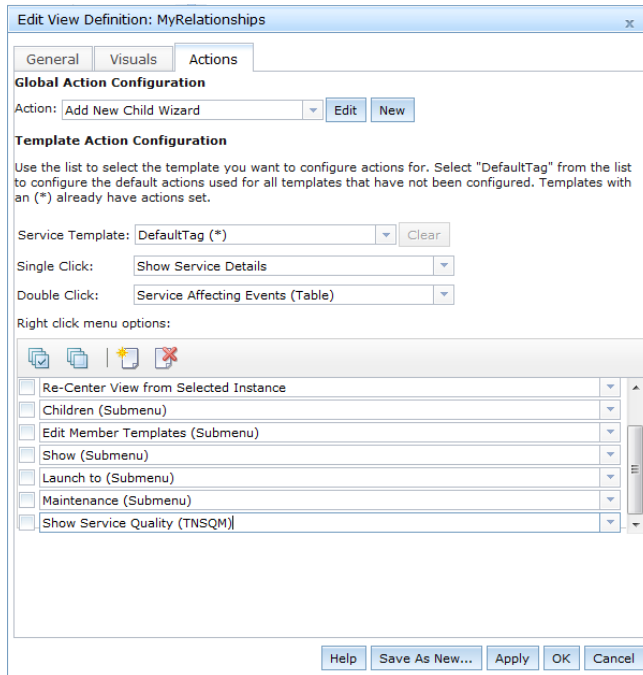 Edit View Definition: MyRelationships x
General Visuals Actions
Global Action Configuration
Action: Add New Child Wizard Edit New
Template Action Configuration
Use the list to select the template you want to configure actions for. Select "DefaultTag" from the list
to configure the default actions used for all templates that have not been configured. Templates with
an (*) already have actions set.
Service Template: DefaultTag (*) Clear
Single Click: Show Service Details
Double Click: Service Affecting Events (Table)
Right click menu options:
Re-Center View from Selected Instance
Children (Submenu)
Edit Member Templates (Submenu)
Show (Submenu)
Launch to (Submenu)
Maintenance (Submenu)
Show Service Quality (TNSQM)
Help Save As New... Apply OK Cancel